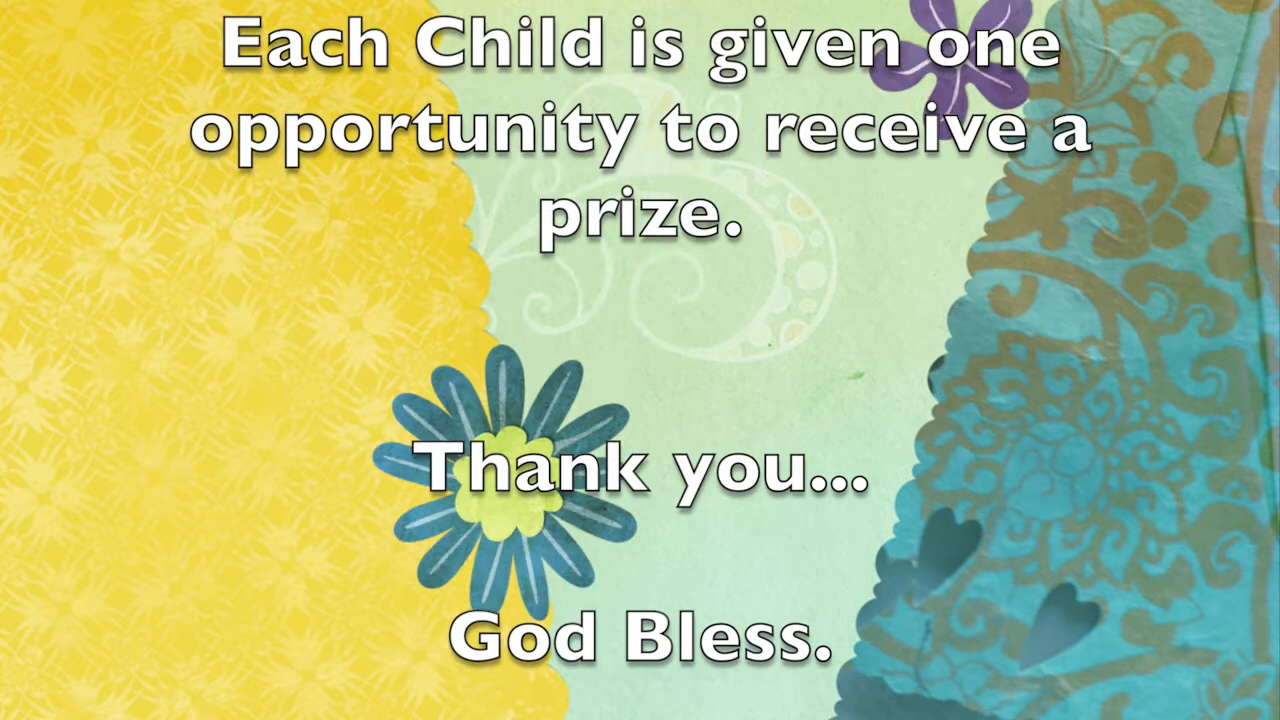 Each Child is given one
opportunity to receive a
prize.
Thank you...
God Bless.